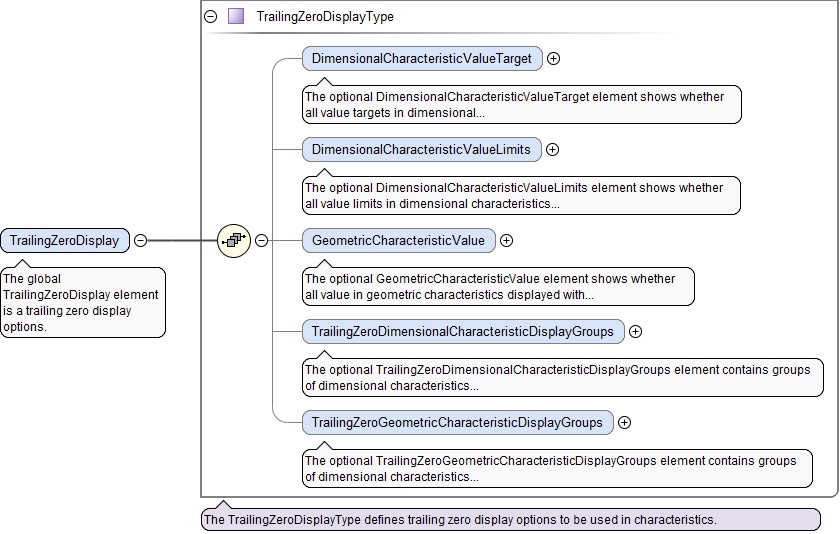 TrailingZeroDisplayType
DimensionalCharacteristicValueTarget
The optional DimensionalCharacteristicValueTarget element shows whether
all value targets in dimensional...
DimensionalCharacteristicValueLimits
The optional DimensionalCharacteristicValueLimits element shows whether
all value limits in dimensional characteristics...
TrailingZeroDisplay
The global
TrailingZeroDisplay element
is a trailing zero display
options.
GeometricCharacteristicValue
The optional GeometricCharacteristicValue element shows whether
all value in geometric characteristics displayed with...
TrailingZeroDimensionalCharacteristicDisplayGroups
The optional TrailingZeroDimensionalCharacteristicDisplayGroups element contains groups
of dimensional characteristics...
TrailingZeroGeometricCharacteristicDisplayGroups
The optional TrailingZeroGeometricCharacteristicDisplayGroups element contains groups
of dimensional characteristics...
The TrailingZeroDisplayType defines trailing zero display options to be used in characteristics.